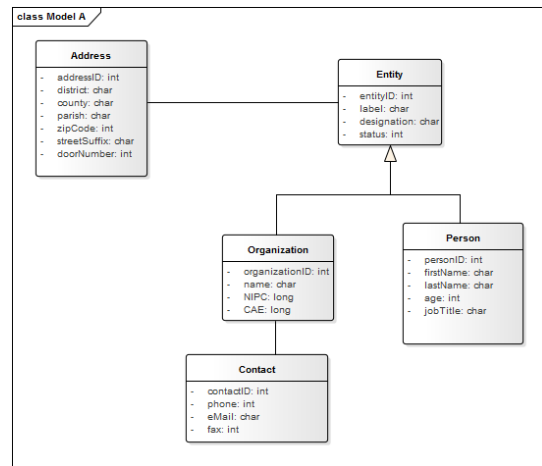 class Model A
Address
- addressID: int
- district: char
- county: char
- parish: char
- zipCode: int
- streetSuffix: char
- doorNumber: int
Entity
- entityID: int
- label: char
- designation: char
- status: int
Organization
- organizationID: int
- name: char
- NIPC: long
- CAE: long
Person
- personID: int
- firstName: char
- lastName: char
- age: int
- jobTitle: char
Contact
- contactID: int
- phone: int
- eMail: char
- fax: int